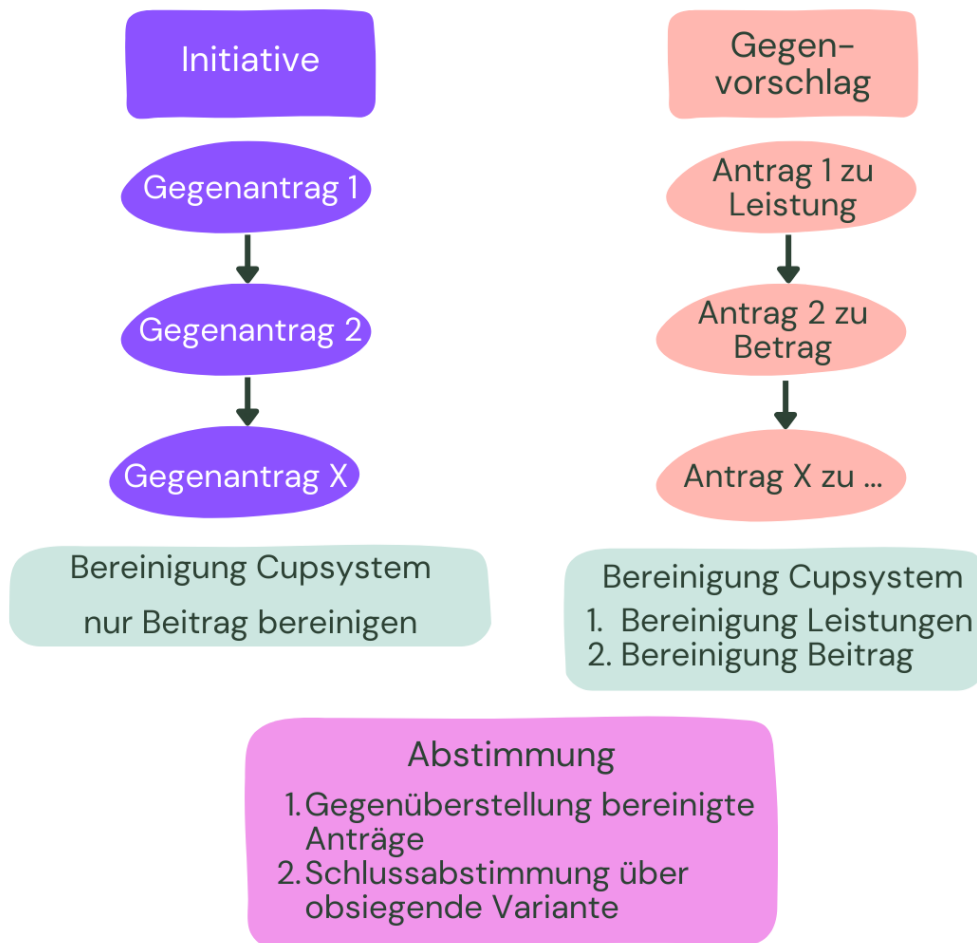 Initiative
Gegen-
vorschlag
Gegenantrag 1
Antrag 1 zu
Leistung
Gegenantrag 2
Antrag 2 zu
Betrag
Gegenantrag X
Antrag X zu ...
Bereinigung Cupsystem
nur Beitrag bereinigen
Bereinigung Cupsystem
1. Bereinigung Leistungen
2. Bereinigung Beitrag
Abstimmung
1. Gegenüberstellung bereinigte
Anträge
2. Schlussabstimmung über
obsiegende Variante